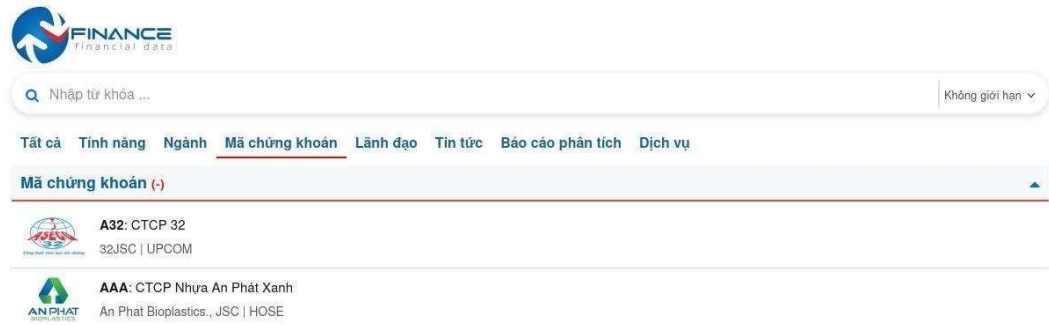 FINANCE
financial data
Nhập từ khóa ...
Không giới hạn
Tất cả Tính năng Ngành Mã chứng khoán Lãnh đạo Tin tức Báo cáo phân tích Dịch vụ
Mã chứng khoán (-)
A32: CTCP 32
32JSC | UPCOM
AAA: CTCP Nhựa An Phát Xanh
AN PHAT
BIOPLASTICS
An Phat Bioplastics., JSC | HOSE